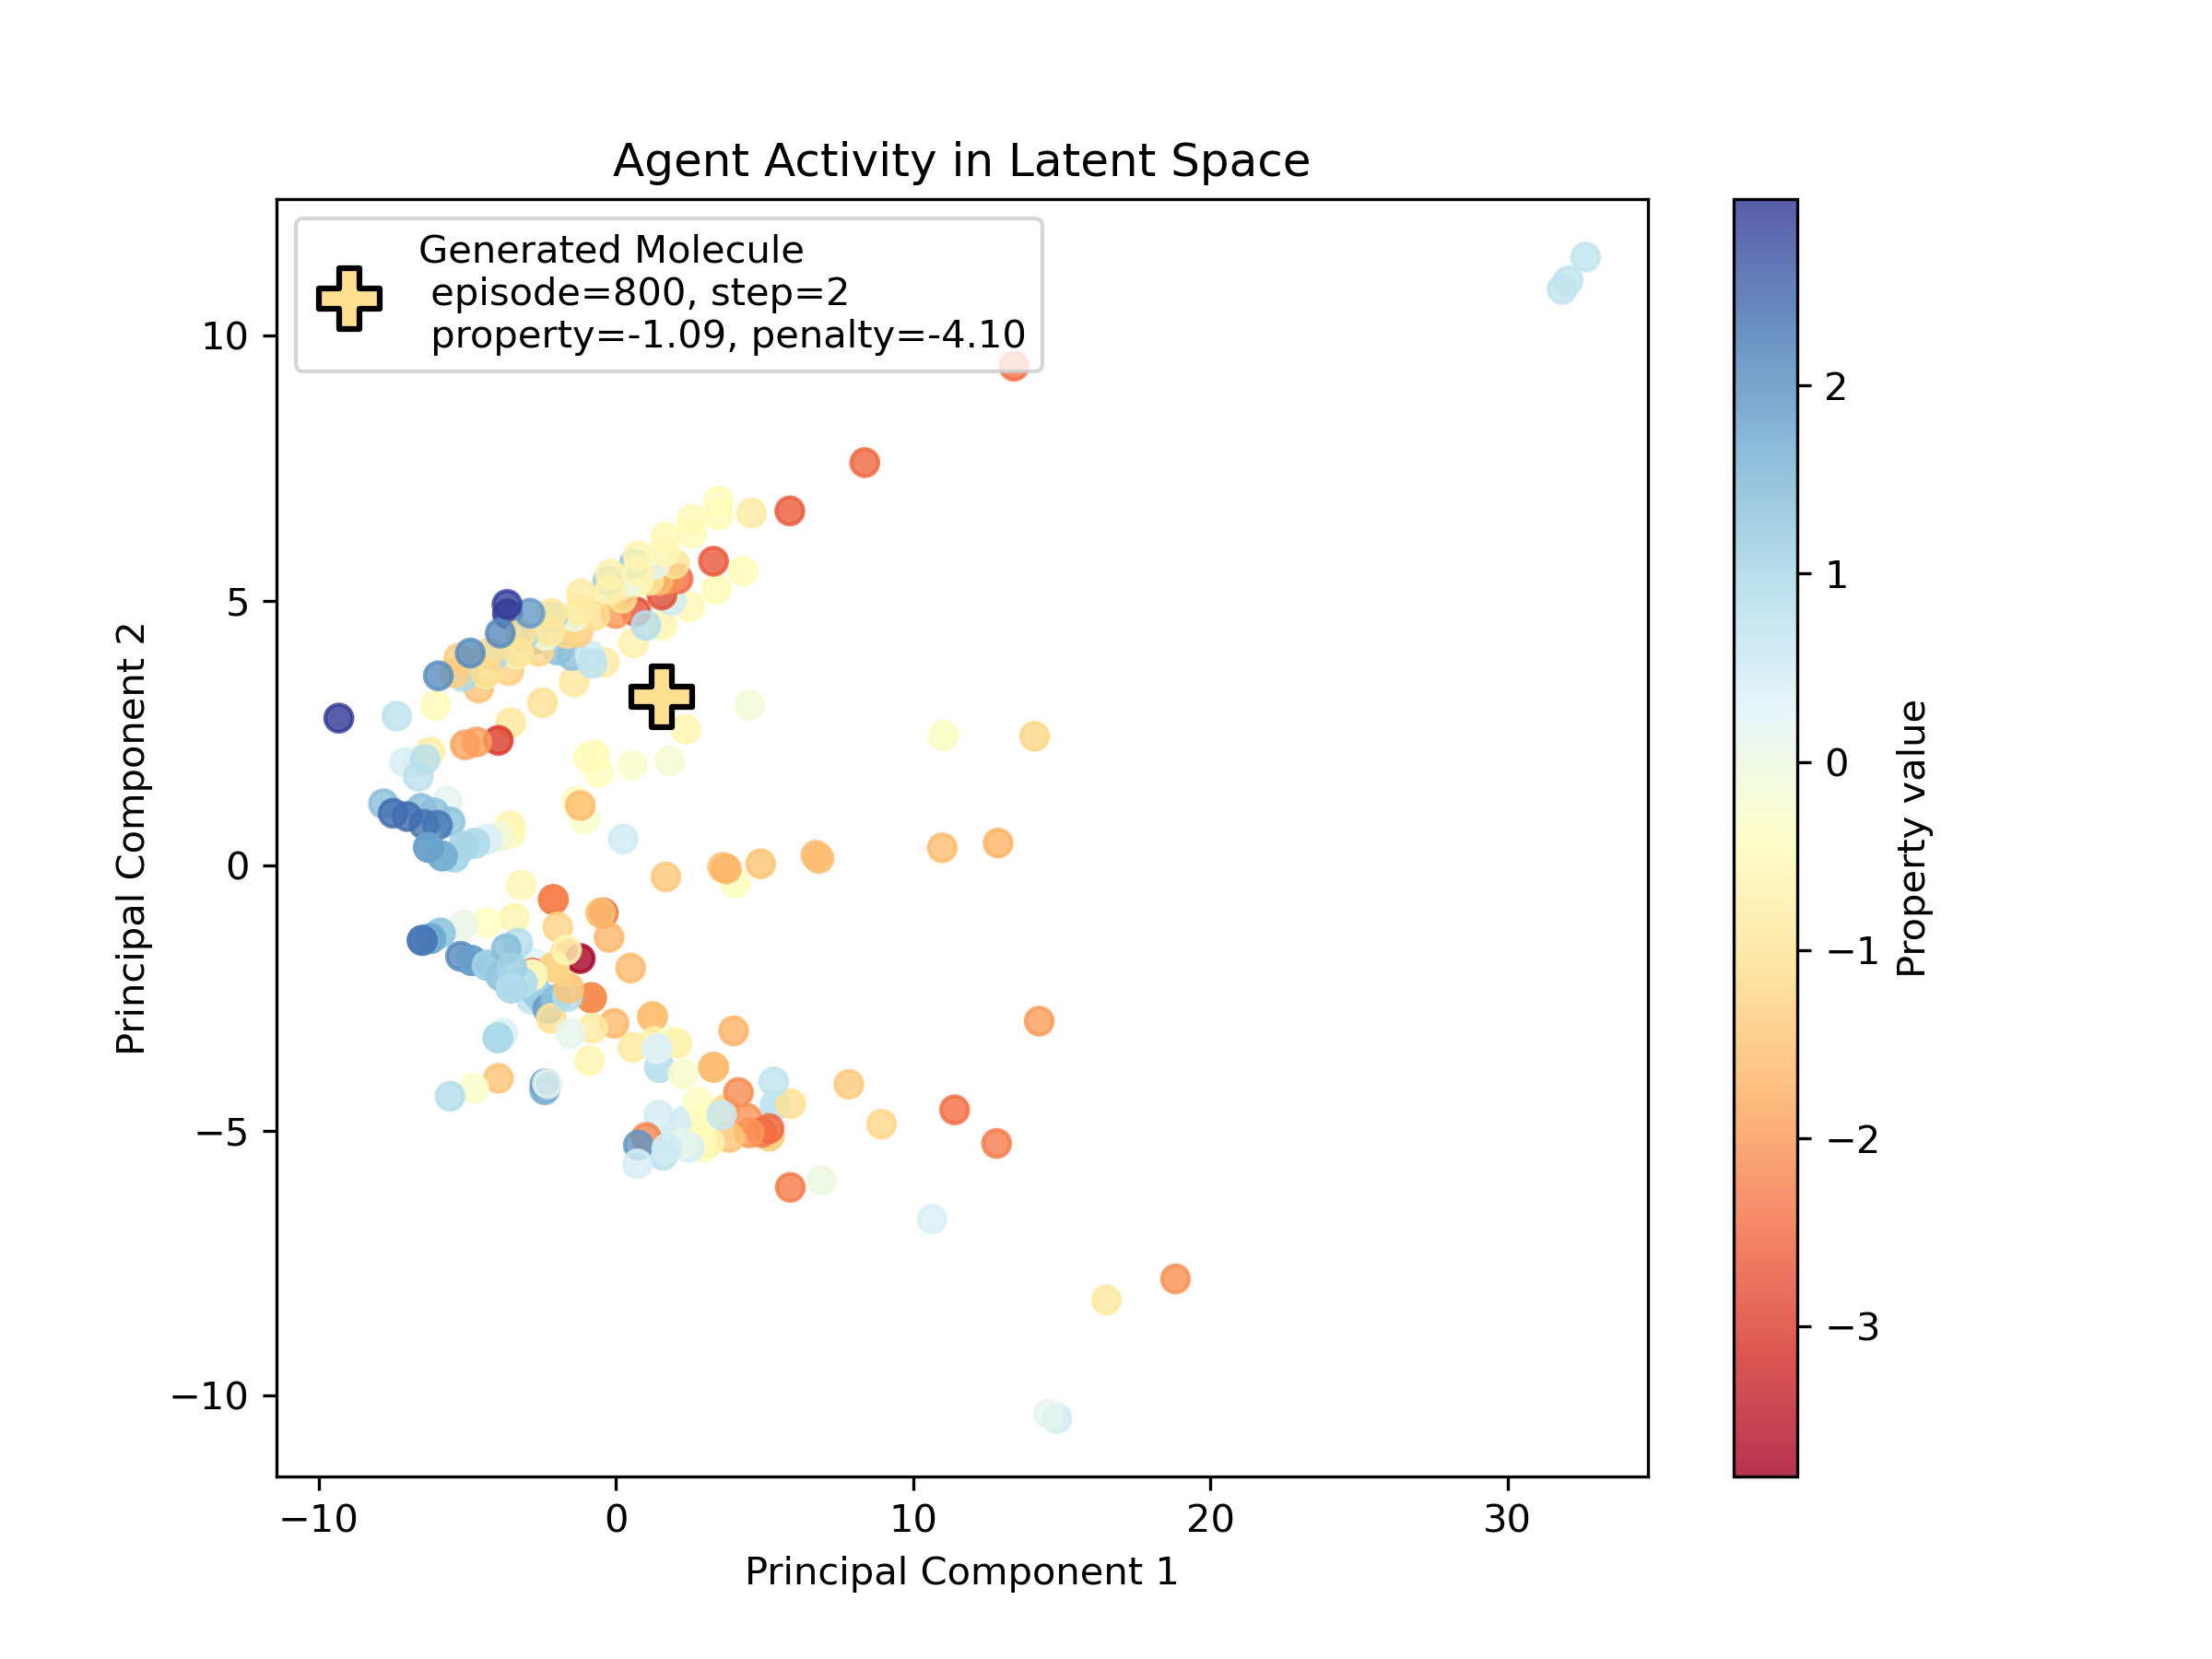 Agent Activity in Latent Space
Generated Molecule
episode=800, step=2
property=-1.09, penalty=-4.10
10
5
0
−5
−10
Principal Component 2
−10
0
10
20
30
Principal Component 1
2
1
0
−1
−2
−3
Property value